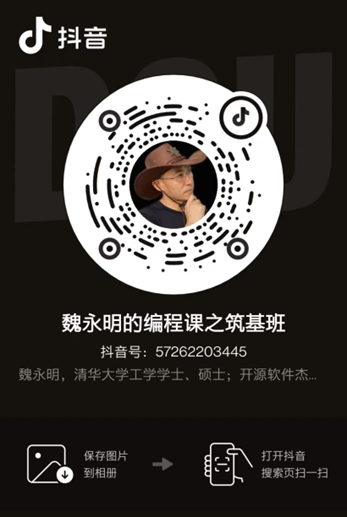 抖音
魏永明的编程课之筑基班
抖音号：57262203445
魏永明，清华大学工学学士、硕士；开源软件杰...
保存图片
到相册
打开抖音
搜索页扫一扫